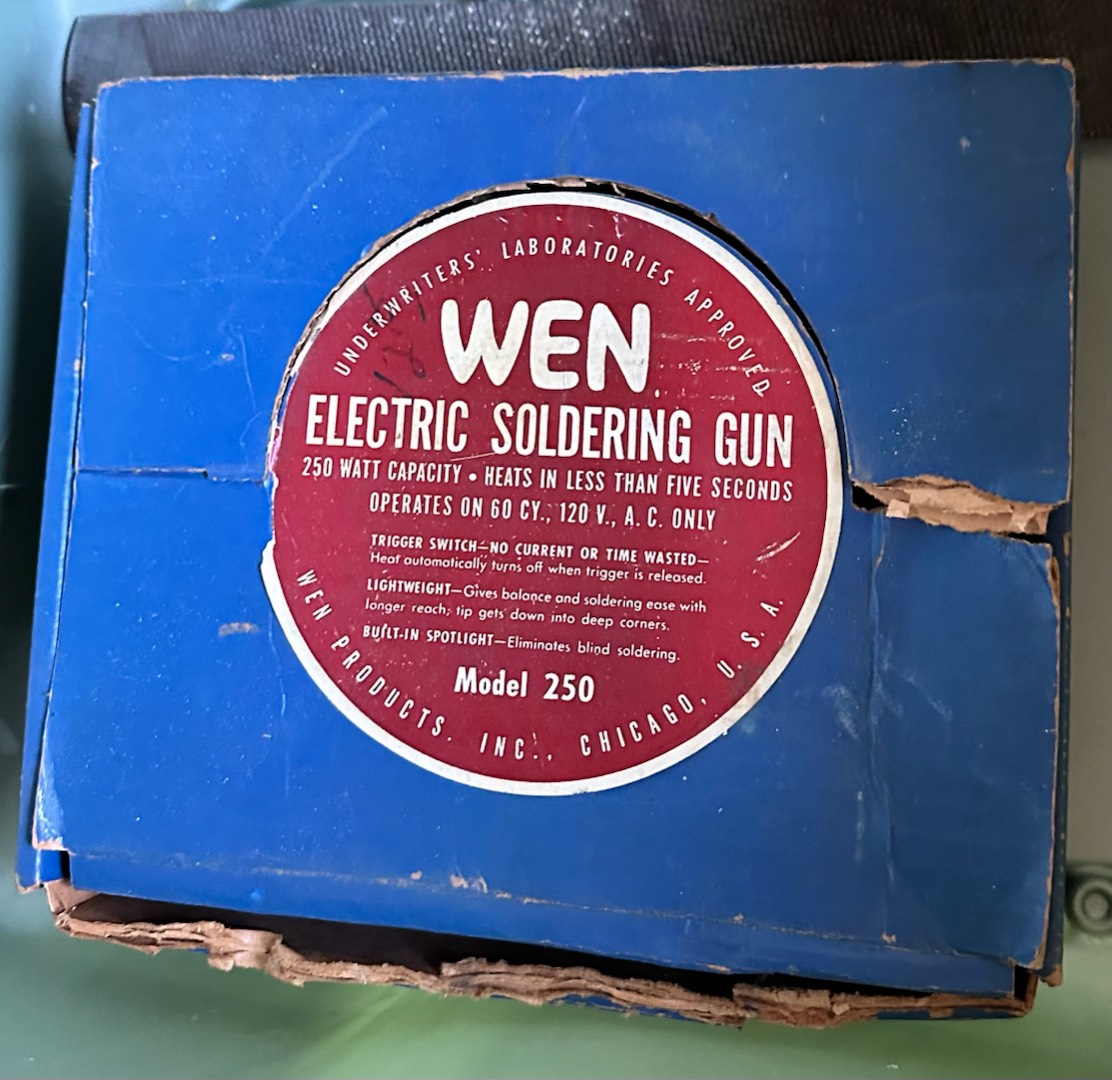 UNDERWRITERS' LABORATORIES APPROVED
WEN
ELECTRIC SOLDERING GUN
250 WATT CAPACITY • HEATS IN LESS THAN FIVE SECONDS
OPERATES ON 60 CY., 120 V., A. C. ONLY
TRIGGER SWITCH—NO CURRENT OR TIME WASTED—
Heat automatically turns off when trigger is released.
LIGHTWEIGHT—Gives balance and soldering ease with
longer reach; tip gets down into deep corners.
BUILT-IN SPOTLIGHT—Eliminates blind soldering.
Model 250
WEN PRODUCTS. INC., CHICAGO, U. S. A.